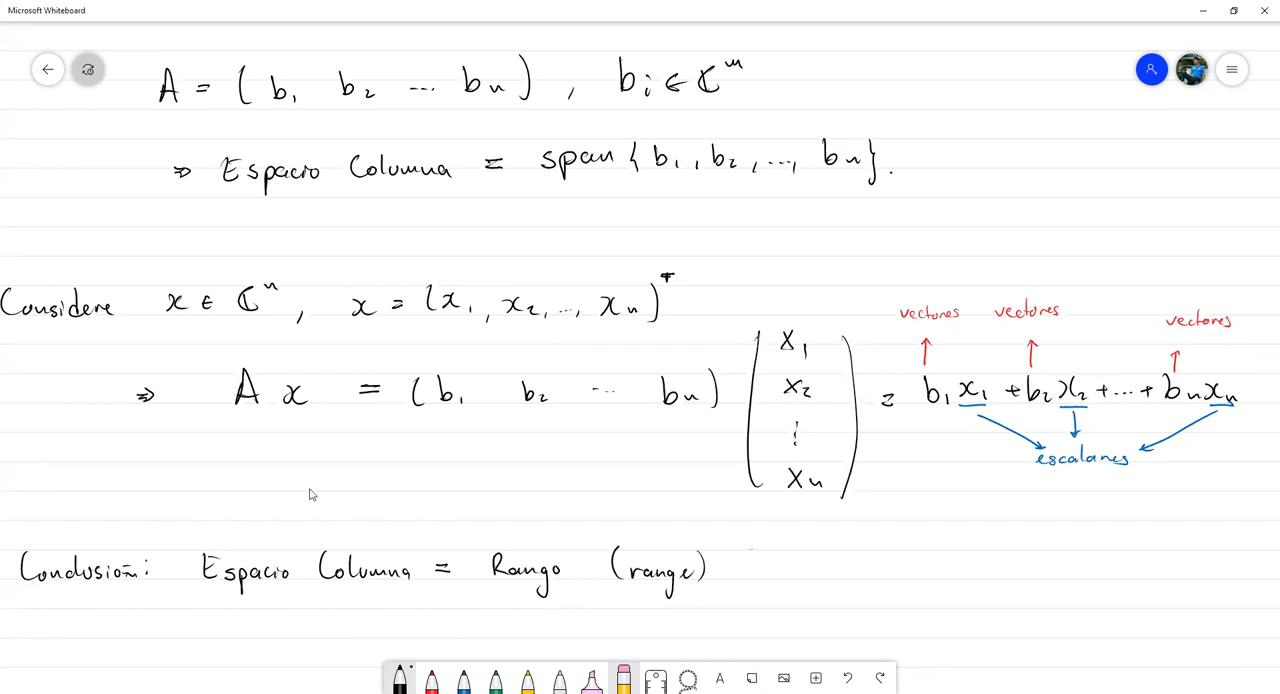 Microsoft Whiteboard
A = ( b₁ b₂ ... bₙ ) , bᵢ ∈ ℂᵐ
⇒ Espacio Columna = span { b₁ , b₂ , ..., bₙ } .
Considere x ∈ ℂⁿ , x = (x₁ , x₂, ..., xₙ)ᵀ
vectores vectores vectores
⇒ A x = ( b₁ b₂ ... bₙ ) ( x₁ x₂ ⋮ xₙ ) = b₁x₁ + b₂x₂ + ... + bₙxₙ
escalares
Conclusión: Espacio Columna = Rango (range)
A